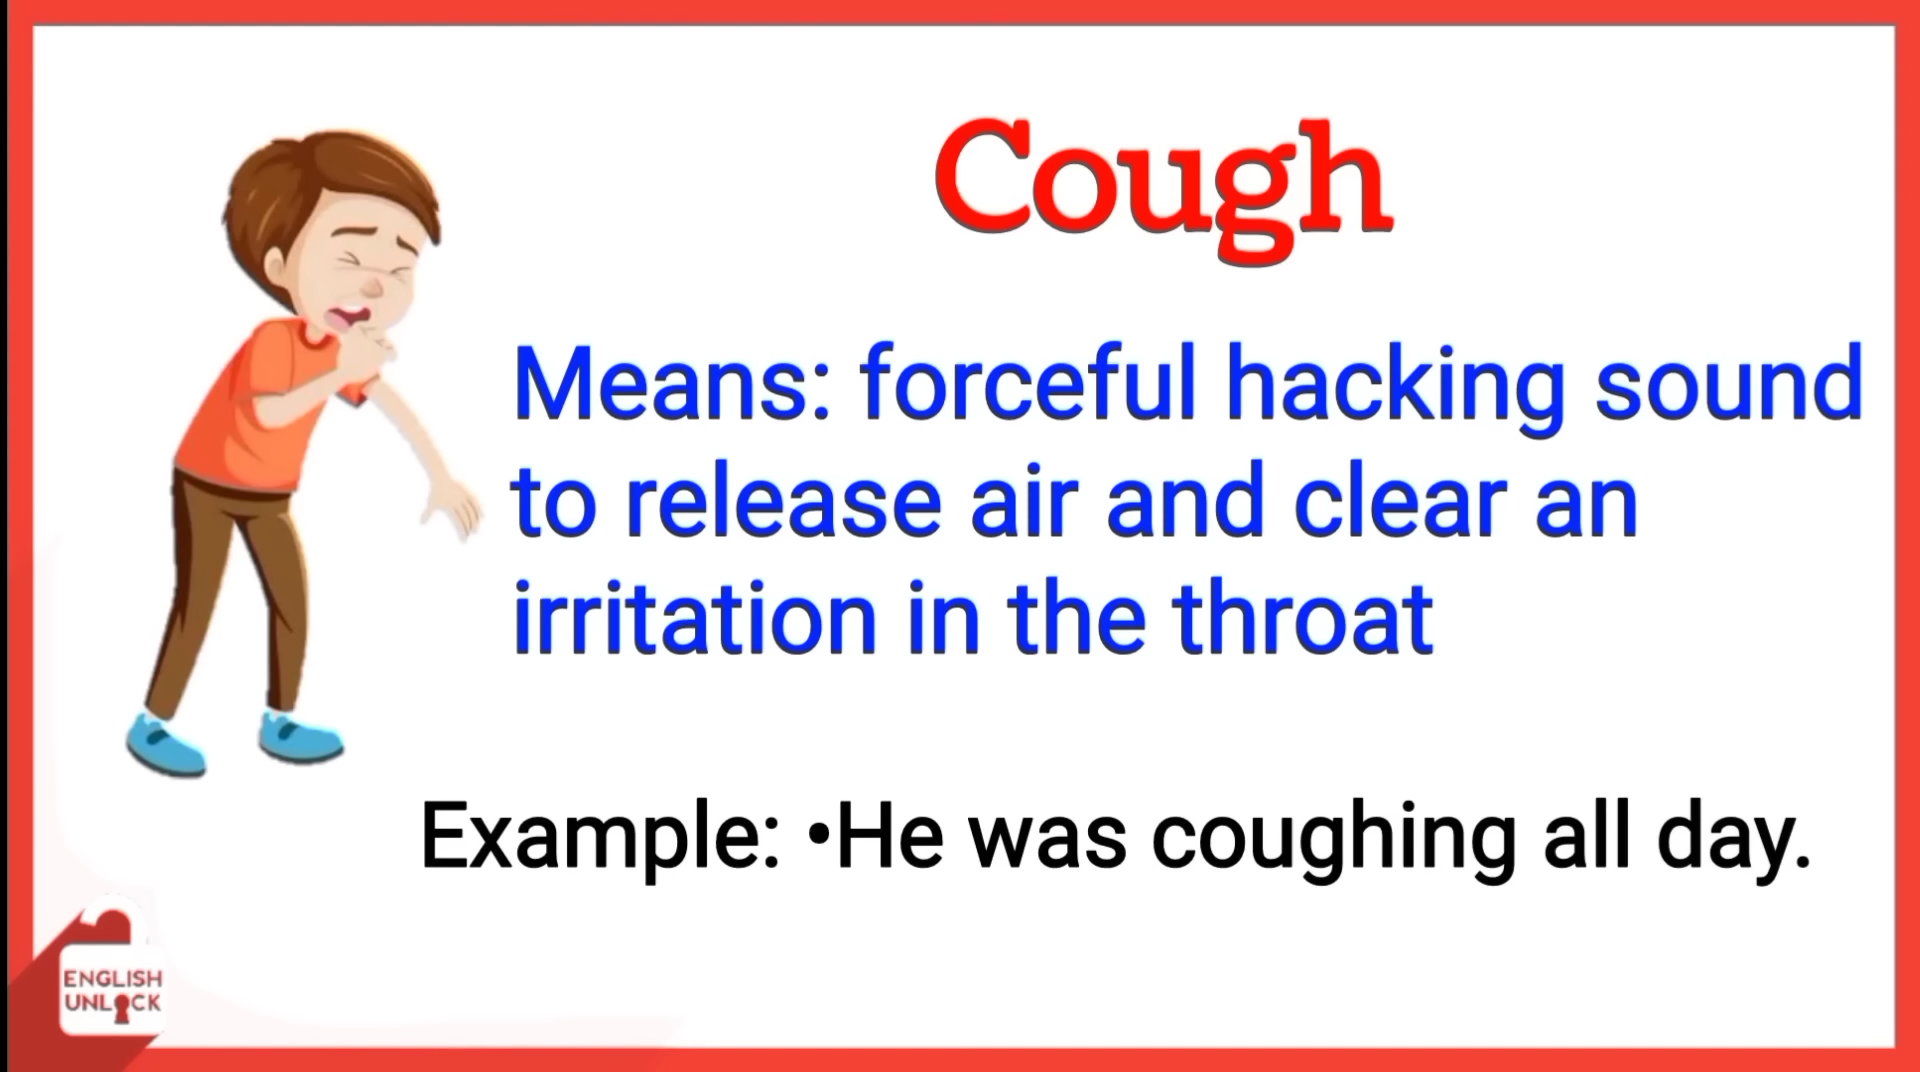 Cough
Means: forceful hacking sound
to release air and clear an
irritation in the throat
Example: •He was coughing all day.
ENGLISH
UNLOCK